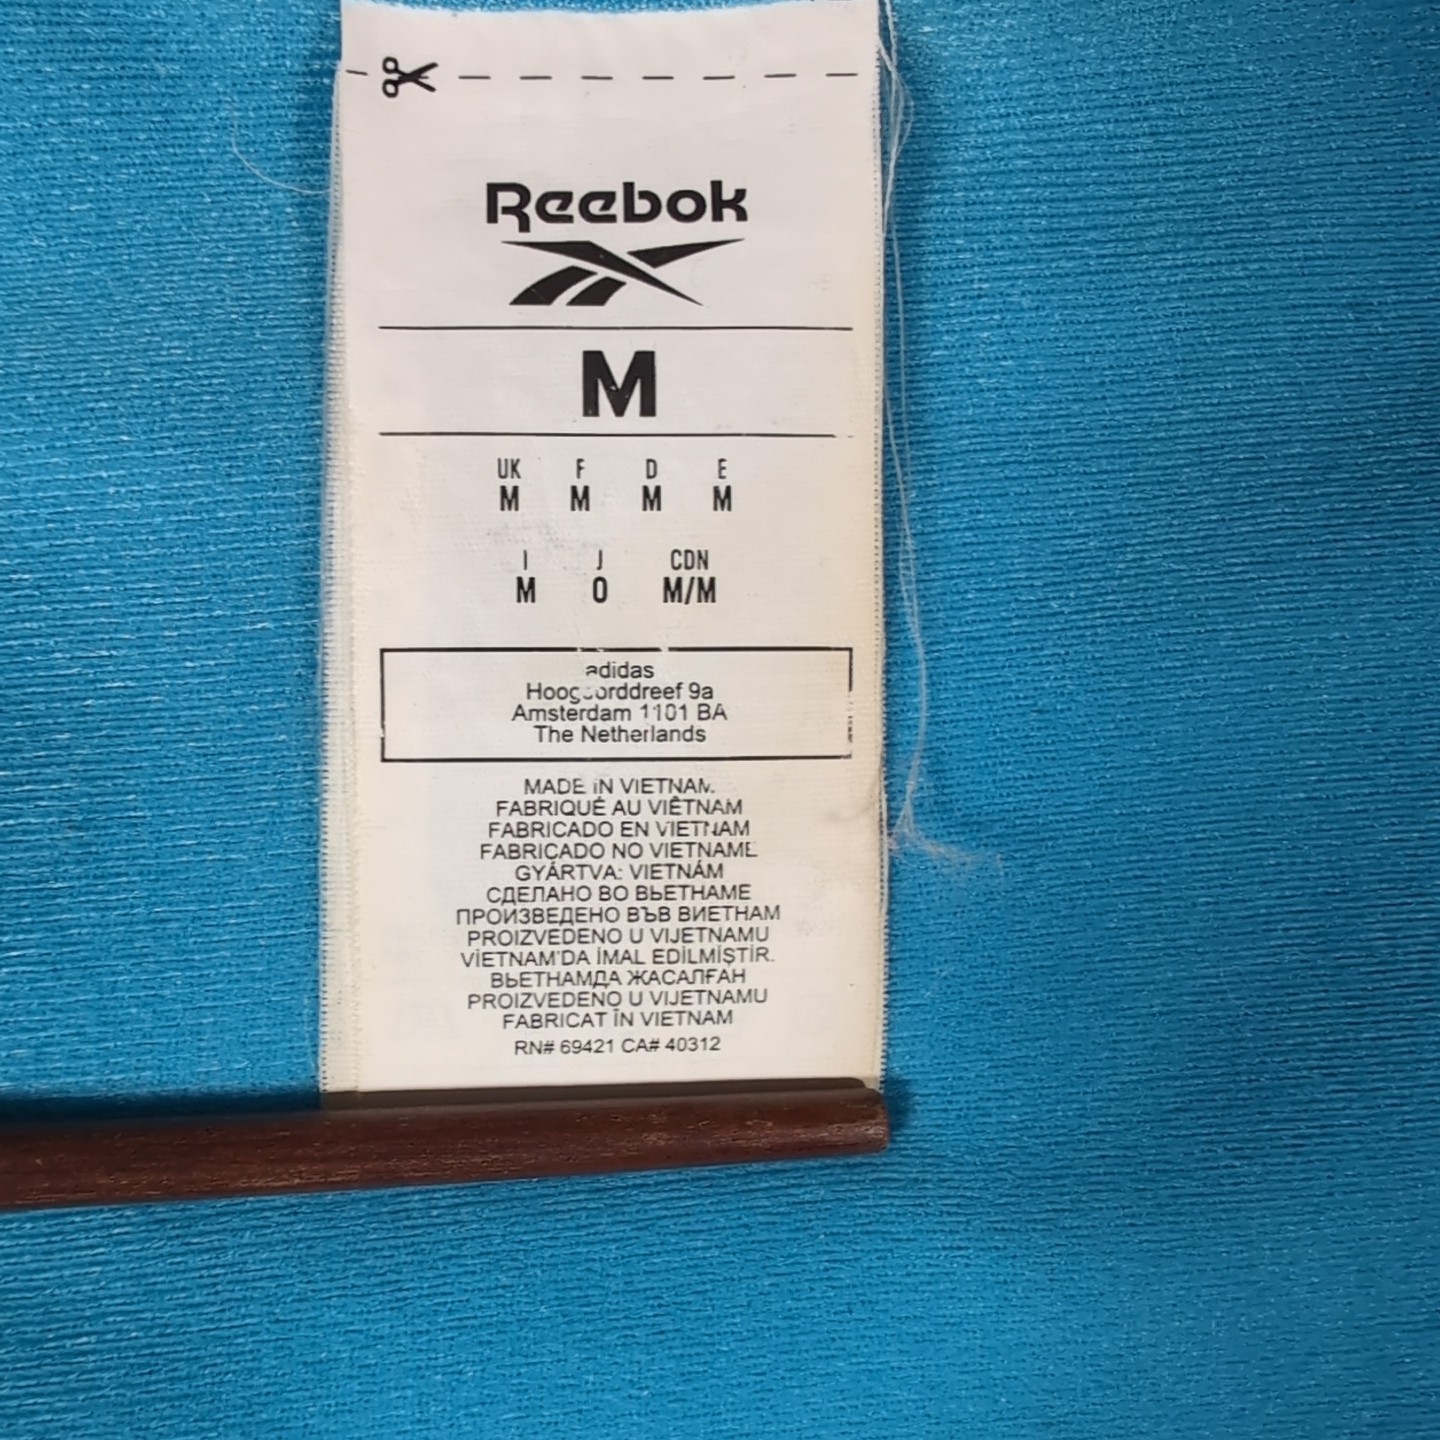 Reebok
M
UK F D E
M M M M
I J CDN
M O M/M
adidas
Amsterdam 1101 BA
The Netherlands
MADE IN VIETNAM.
FABRIQUÉ AU VIÊTNAM
FABRICADO EN VIETNAM
FABRICADO NO VIETNAME
GYÁRTVA: VIETNÁM
СДЕЛАНО ВО ВЬЕТНАМЕ
ПРОИЗВЕДЕНО ВЪВ ВИЕТНАМ
PROIZVEDENO U VIJETNAMU
VİETNAM'DA İMAL EDİLMİŞTİR.
ВЬЕТНАМДА ЖАСАЛҒАН
PROIZVEDENO U VIJETNAMU
FABRICAT ÎN VIETNAM
RN# 69421 CA# 40312